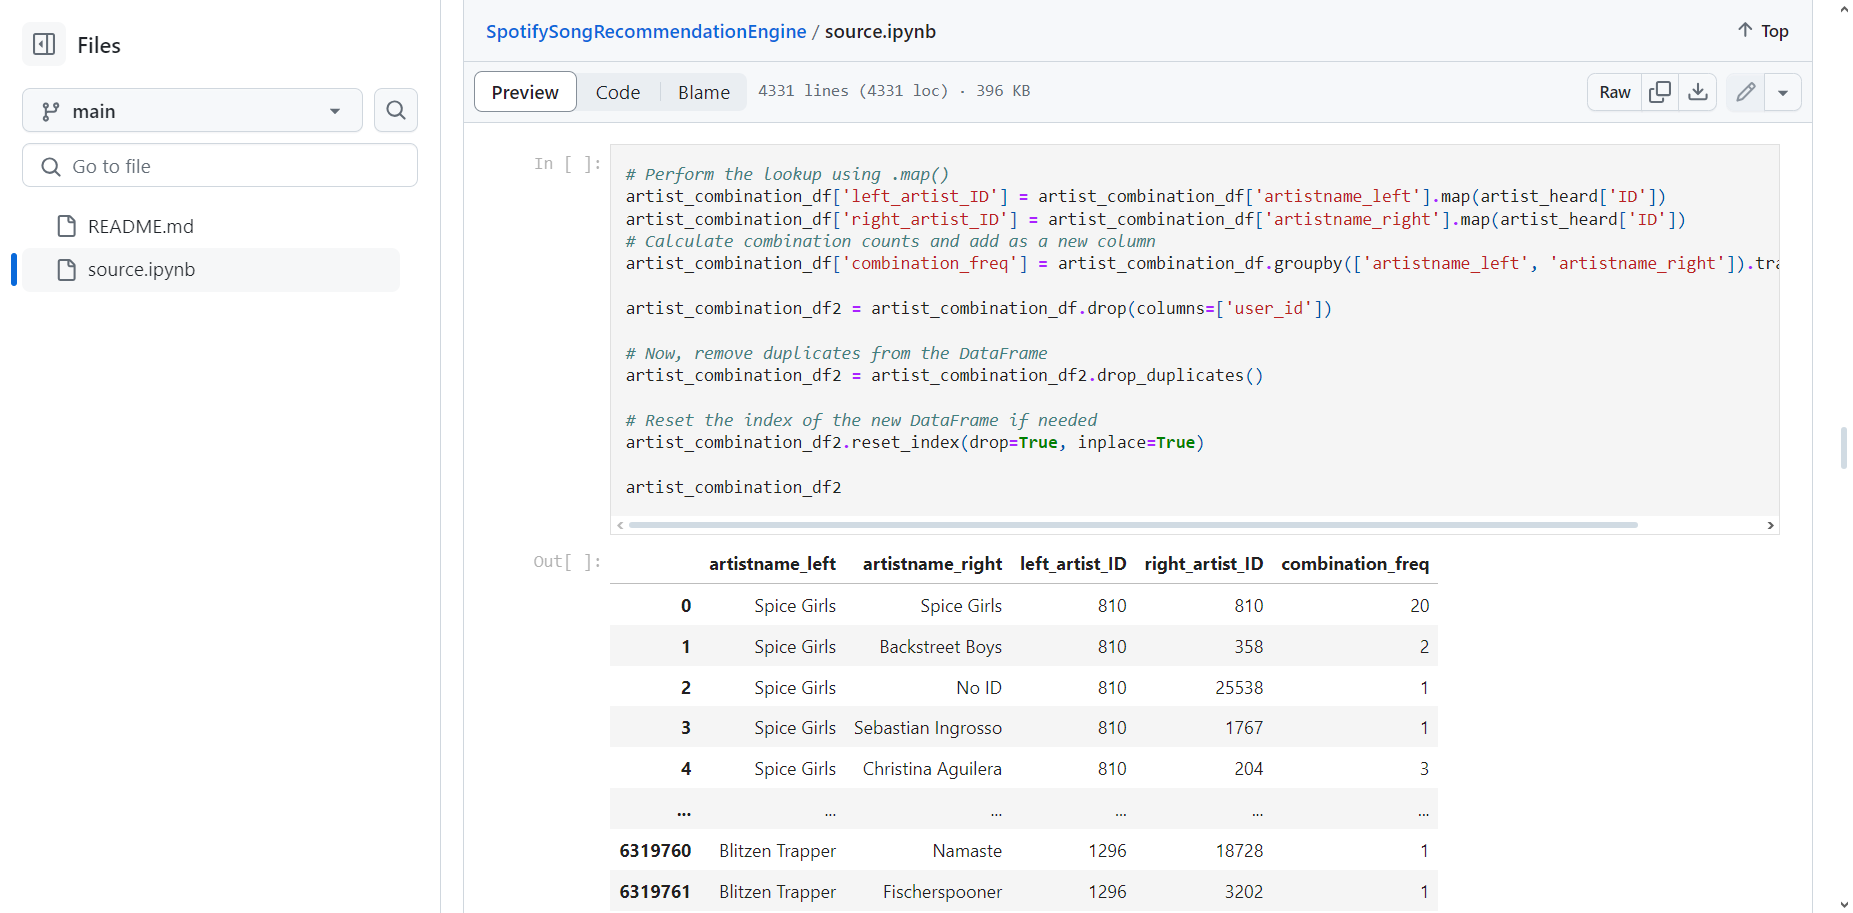 Files
main
Go to file
README.md
source.ipynb
SpotifySongRecommendationEngine / source.ipynb
Top
Preview Code Blame 4331 lines (4331 loc) · 396 KB Raw
In [ ]:
# Perform the lookup using .map()
artist_combination_df['left_artist_ID'] = artist_combination_df['artistname_left'].map(artist_heard['ID'])
artist_combination_df['right_artist_ID'] = artist_combination_df['artistname_right'].map(artist_heard['ID'])
# Calculate combination counts and add as a new column
artist_combination_df['combination_freq'] = artist_combination_df.groupby(['artistname_left', 'artistname_right']).tra
artist_combination_df2 = artist_combination_df.drop(columns=['user_id'])
# Now, remove duplicates from the DataFrame
artist_combination_df2 = artist_combination_df2.drop_duplicates()
# Reset the index of the new DataFrame if needed
artist_combination_df2.reset_index(drop=True, inplace=True)
artist_combination_df2
Out[ ]:
artistname_left artistname_right left_artist_ID right_artist_ID combination_freq
0 Spice Girls Spice Girls 810 810 20
1 Spice Girls Backstreet Boys 810 358 2
2 Spice Girls No ID 810 25538 1
3 Spice Girls Sebastian Ingrosso 810 1767 1
4 Spice Girls Christina Aguilera 810 204 3
... ... ... ... ... ...
6319760 Blitzen Trapper Namaste 1296 18728 1
6319761 Blitzen Trapper Fischerspooner 1296 3202 1